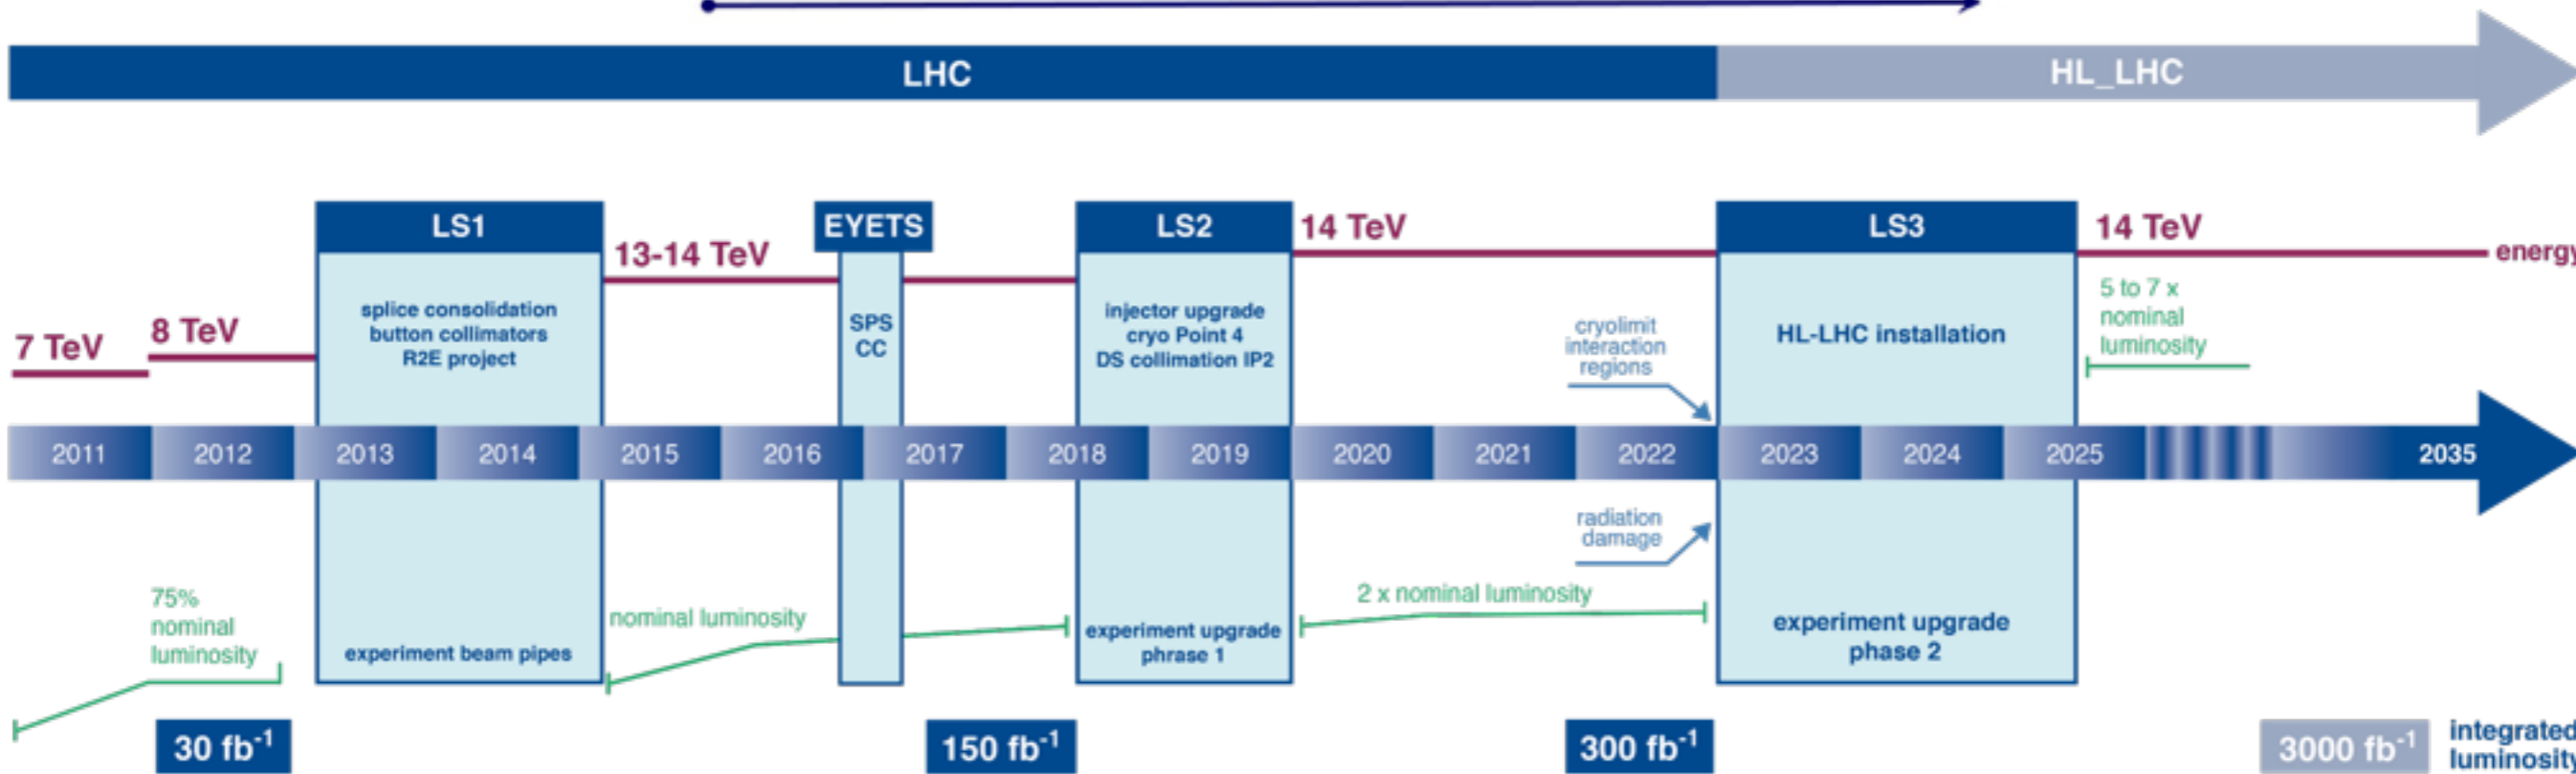 LHC
HL_LHC
LS1
EYETS
LS2
14 TeV
LS3
14 TeV
13-14 TeV
energy
7 TeV
8 TeV
splice consolidation
button collimators
R2E project
SPS
CC
injector upgrade
cryo Point 4
DS collimation IP2
cryolimit
interaction
regions
HL-LHC installation
5 to 7 x
nominal
luminosity
2011
2012
2013
2014
2015
2016
2017
2018
2019
2020
2021
2022
2023
2024
2025
2035
radiation
damage
75%
nominal
luminosity
experiment beam pipes
nominal luminosity
experiment upgrade
phrase 1
2 x nominal luminosity
experiment upgrade
phase 2
30 fb-1
150 fb-1
300 fb-1
3000 fb-1
integrated
luminosity